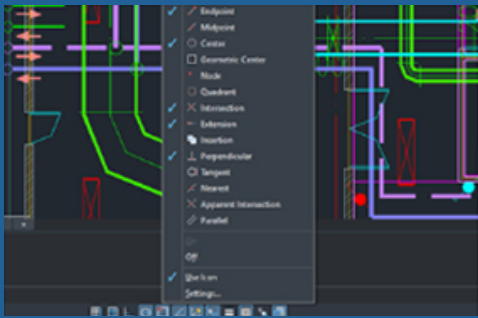 Endpoint
Midpoint
Center
Geometric Center
Node
Quadrant
Intersection
Extension
Insertion
Perpendicular
Tangent
Nearest
Apparent Intersection
Parallel
On
Off
Use Icon
Settings...